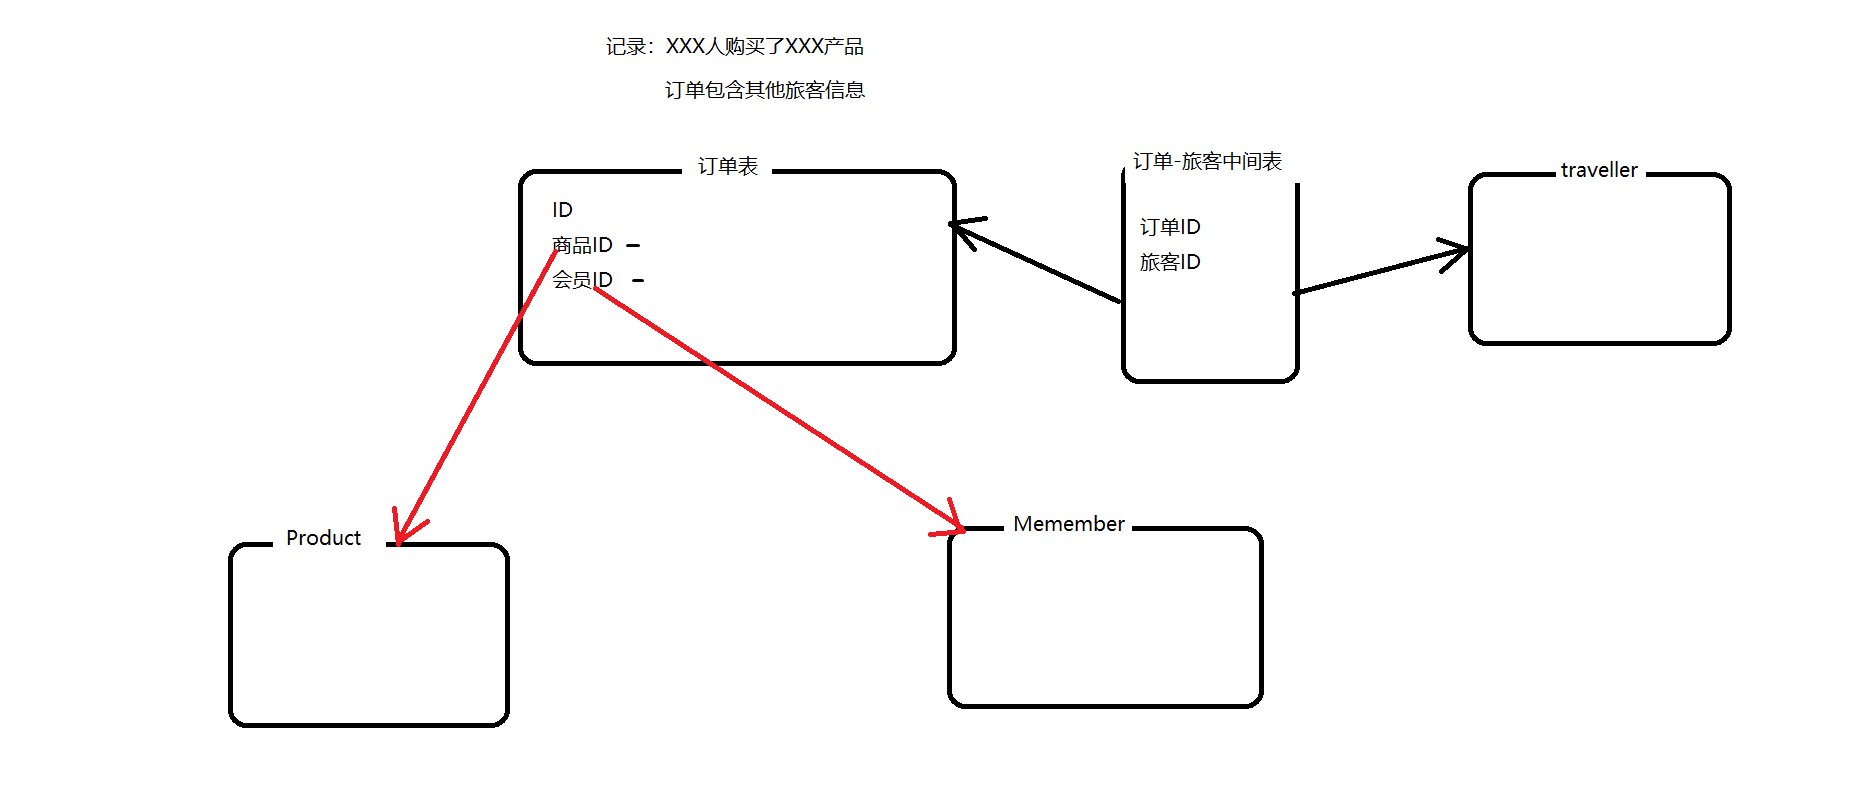 记录：XXX人购买了XXX产品
订单包含其他旅客信息
订单表
ID
商品ID
会员ID
订单-旅客中间表
订单ID
旅客ID
traveller
Product
Memember